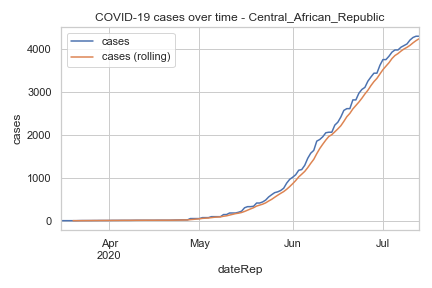 COVID-19 cases over time - Central_African_Republic
cases
cases (rolling)
cases
4000
3000
2000
1000
0
Apr
2020
May
Jun
Jul
dateRep